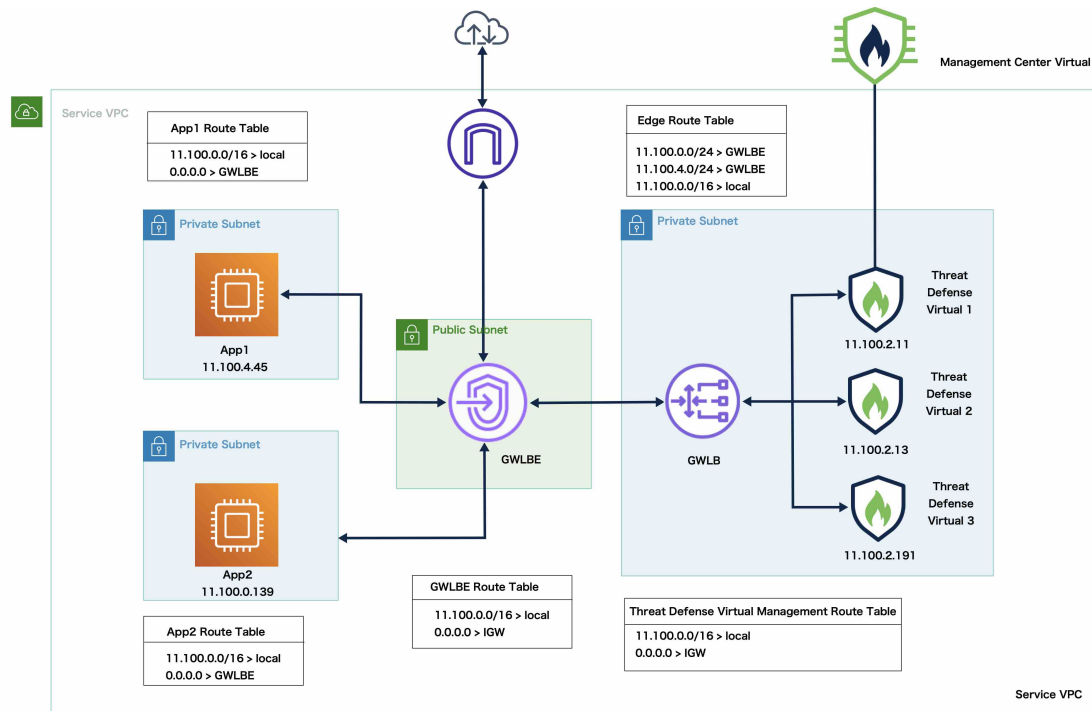 Management Center Virtual
Service VPC
App1 Route Table
11.100.0.0/16 > local
0.0.0.0 > GWLBE
Edge Route Table
11.100.0.0/24 > GWLBE
11.100.4.0/24 > GWLBE
11.100.0.0/16 > local
Private Subnet
App1
11.100.4.45
Private Subnet
Threat
Defense
Virtual 1
11.100.2.11
Public Subnet
GWLBE
GWLB
Threat
Defense
Virtual 2
11.100.2.13
Private Subnet
App2
11.100.0.139
Threat
Defense
Virtual 3
11.100.2.191
GWLBE Route Table
11.100.0.0/16 > local
0.0.0.0 > IGW
Threat Defense Virtual Management Route Table
11.100.0.0/16 > local
0.0.0.0 > IGW
App2 Route Table
11.100.0.0/16 > local
0.0.0.0 > GWLBE
Service VPC